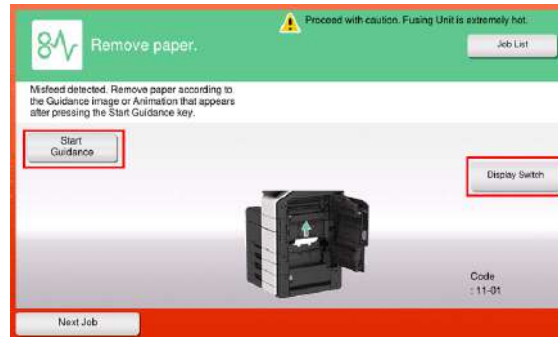 Proceed with caution. Fusing Unit is extremely hot.
Remove paper.
Job List
Misfeed detected. Remove paper according to
the Guidance image or Animation that appears
after pressing the Start Guidance key.
Start
Guidance
Display Switch
Code
: 11-01
Next Job